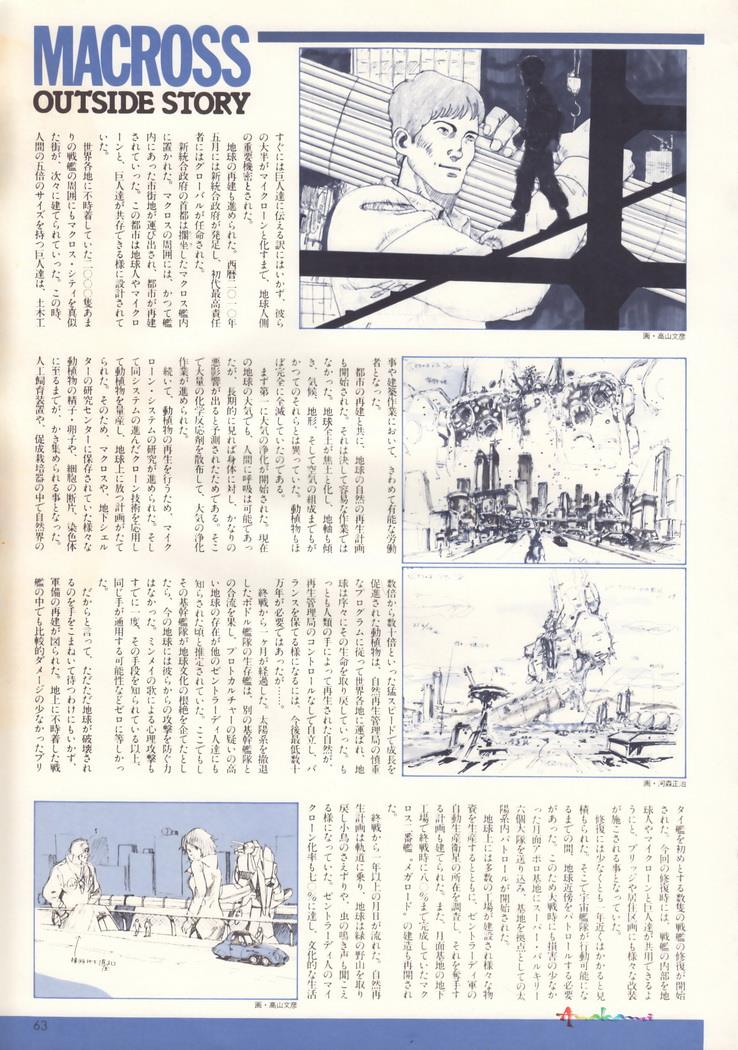 MACROSS
OUTSIDE STORY
すぐには巨人達に伝える訳にはいかず、彼ら
の大半がマイクローンと化すまで、地球人側
の重要機密とされた。
地球の再建も進められた。西暦二〇一〇年
五月には新統合政府が発足し、初代最高責任
者にはグローバルが任命された。
新統合政府の首都は擱坐したマクロス艦内
に置かれた。マクロスの周囲には、かつて艦
内にあった市街地が運び出され、都市が再建
されていった。この都市は地球人やマイクロ
ーンと、巨人達が共存できる様に設計されて
いた。
世界各地に不時着していた一〇〇〇隻あま
りの戦艦の周囲にもマクロス・シティを真似
た街が、次々に建てられていった。この時、
人間の五倍のサイズを持つ巨人達は、土木工
画・高山文彦
事や建築作業において、きわめて有能な労働
者となった。
都市の再建と共に、地球の自然の再生計画
も開始された。それは決して容易な作業では
なかった。地球全土が焦土と化し、地軸も傾
き、気候、地形、そして空気の組成までもが
かつてのそれらとは異っていた。動植物もほ
ぼ完全に全滅していたのである。
まず第一に大気の浄化が開始された。現在
の地球の大気でも、人間に呼吸は可能であっ
たが、長期的に見れば身体に対し、かなりの
悪影響が出ると予測されたためである。そこ
で大量の化学反応剤を散布して、大気の浄化
作業が進められた。
続いて、動植物の再生を行うため、マイク
ローン・システムの研究が進められた。そし
て同システムの進んだクローン技術を応用し
て動植物を量産し、地球上に放つ計画がたて
られた。そのため、マクロスや、地下シェル
ターの研究センターに保存されていた様々な
動植物の精子・卵子や、細胞の断片、染色体
に至るまでが、かき集められる事となった。
人工飼育装置や、促成栽培器の中で自然界の
数倍から数十倍といった猛スピードで成長を
促進された動植物は、自然再生管理局の慎重
なプログラムに従って世界各地に運ばれ、地
球は序々にその生命を取り戻していった。も
っとも人類の手によって再生された自然が、
再生管理局のコントロールなしで自立し、バ
ランスを保てる様になるには、今後最低数十
万年が必要ではあったが……。
終戦から一ヶ月が経過した。太陽系を撤退
したボドル艦隊の生存艦は、別の基幹艦隊と
の合流を果し、プロトカルチャーの疑いの高
い地球の存在が他のゼントラーディ人達にも
知らされた頃と推定されていた。ここでもし
その基幹艦隊が地球文化の根絶を企てたとし
たら、今の地球には彼らからの攻撃を防ぐ力
はなかった。ミンメイの歌による心理攻撃も
すでに一度、その手段を知られている以上、
同じ手が通用する可能性などゼロに等しかっ
た。
だからと言って、ただただ地球が破壊され
るのを手をこまねいて待つわけにもいかず、
軍備の再建が図られた。地上に不時着した戦
艦の中でも比較的ダメージの少なかったブリ
画・河森正治
タイ艦を初めとする数隻の戦艦の修復が開始
された。今回の修復時には、戦艦の内部を地
球人やマイクローンと巨人達が共用できるよ
うにと、ブリッジや居住区画にも様々な改装
が施こされる事となっていた。
修復には少なくとも一年近くはかかると見
積もられた。そこで宇宙艦隊が行動可能にな
るまでの間、地球近傍をパトロールする必要
があった。このため大戦時にも損害の少なか
った月面アポロ基地にスーパー・バルキリー
六個大隊を送り込み、基地を拠点としての太
陽系内パトロールが開始された。
地球上には多数の工場が建設され様々な物
資を生産するとともに、ゼントラーディ軍の
自動生産衛星の所在を調査し、それを奪取す
る計画も建てられた。また、月面基地の地下
工場で終戦時に八〇％まで完成していたマク
ロス二番艦"メガロード"の建造も再開され
た。
終戦から一年以上の月日が流れた。自然再
生計画は軌道に乗り、地球は緑の野山を取り
戻し小鳥のさえずりや、虫の鳴き声も聞こえ
る様になっていた。ゼントラーディ人のマイ
クローン化率も七〇％に達し、文化的な生活
画・高山文彦
63